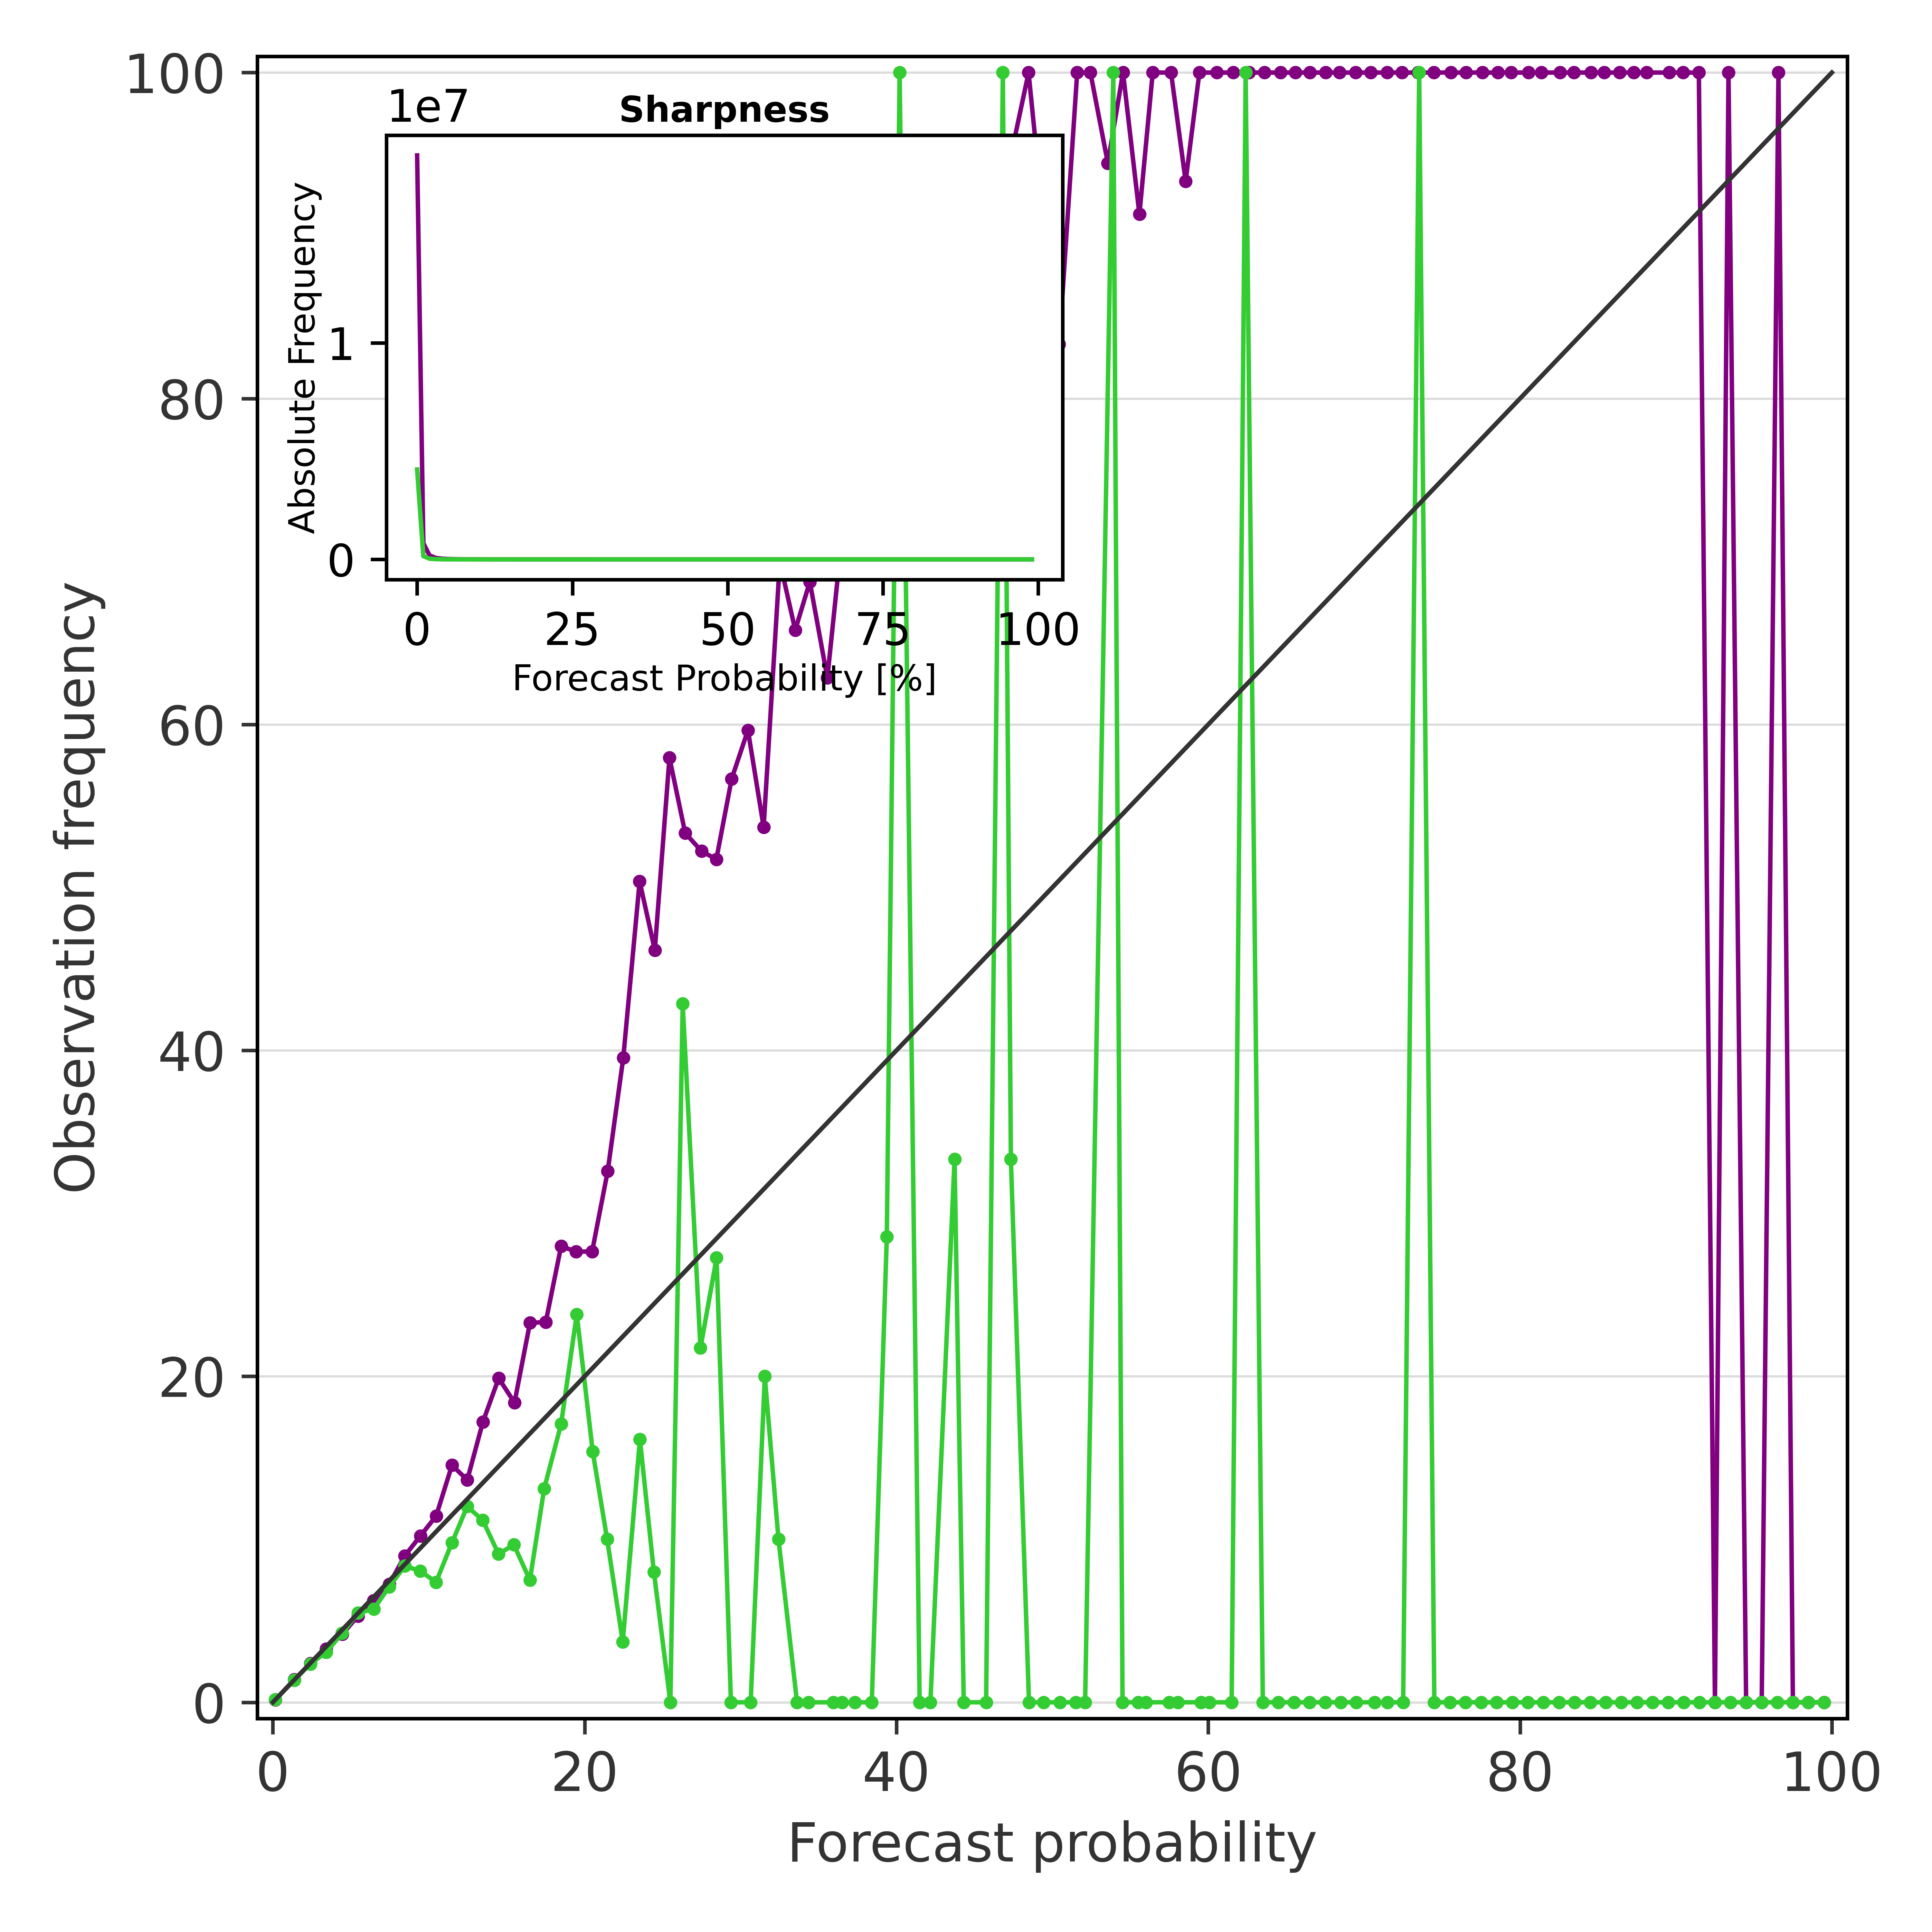 1e7
Sharpness
Absolute Frequency
1
0
0 25 50 75 100
Forecast Probability [%]
Observation frequency
100
80
60
40
20
0
0 20 40 60 80 100
Forecast probability